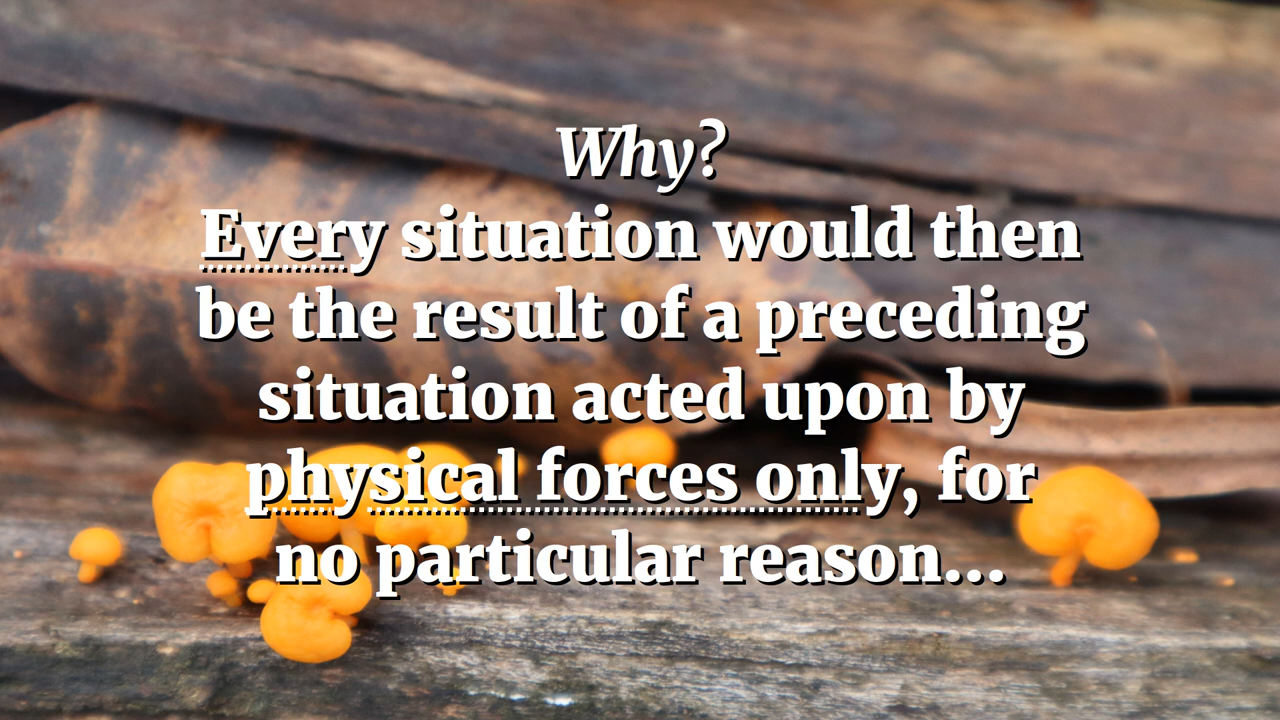 Why?
Every situation would then
be the result of a preceding
situation acted upon by
physical forces only, for
no particular reason...